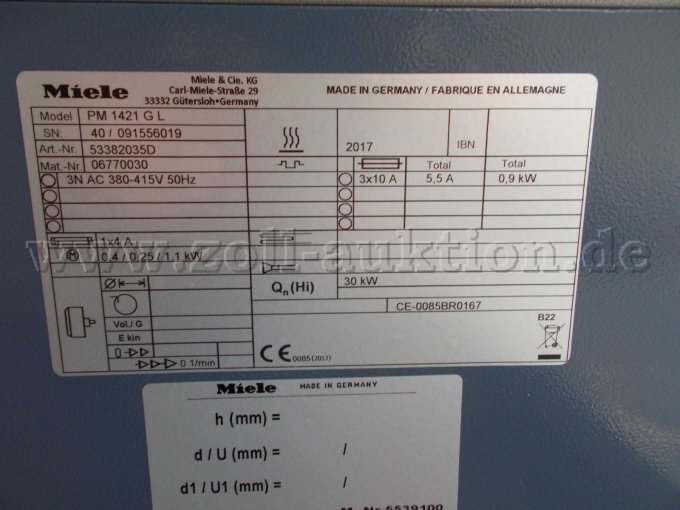 Miele
Miele & Cie. KG
Carl-Miele-Straße 29
33332 Gütersloh•Germany
MADE IN GERMANY / FABRIQUE EN ALLEMAGNE
Model PM 1421 G L
SN: 40 / 091556019
Art.-Nr. 53382035D
Mat.-Nr 06770030
2017 IBN
3N AC 380-415V 50Hz
Total Total
3x10 A 5,5 A 0,9 kW
1x4 A
M 0,4 / 0,25 / 1,1 kW
Qn (Hi) 30 kW
CE-0085BR0167
Ø
Vol./ G
E kin
0
0 1/min
CE 0085 (2017)
B22
www.zoll-auktion.de
Miele MADE IN GERMANY
h (mm) =
d / U (mm) = /
d1 / U1 (mm) = /
M.-Nr 5539100